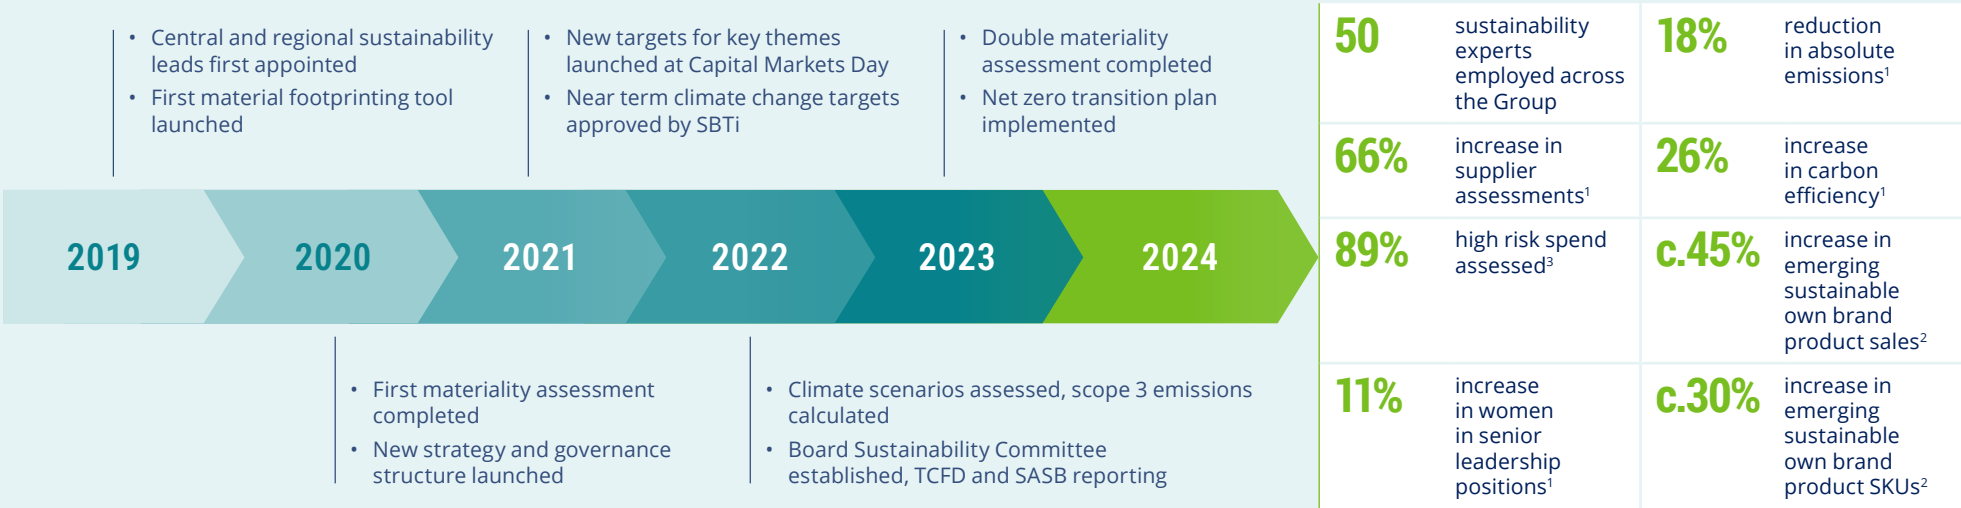 • Central and regional sustainability
leads first appointed
• First material footprinting tool
launched
• New targets for key themes
launched at Capital Markets Day
• Near term climate change targets
approved by SBTi
• Double materiality
assessment completed
• Net zero transition plan
implemented
2019
2020
2021
2022
2023
2024
• First materiality assessment
completed
• New strategy and governance
structure launched
• Climate scenarios assessed, scope 3 emissions
calculated
• Board Sustainability Committee
established, TCFD and SASB reporting
50
sustainability
experts
employed across
the Group
18%
reduction
in absolute
emissions¹
66%
increase in
supplier
assessments¹
26%
increase
in carbon
efficiency¹
89%
high risk spend
assessed³
c.45%
increase in
emerging
sustainable
own brand
product sales²
11%
increase
in women
in senior
leadership
positions¹
c.30%
increase in
emerging
sustainable
own brand
product SKUs²